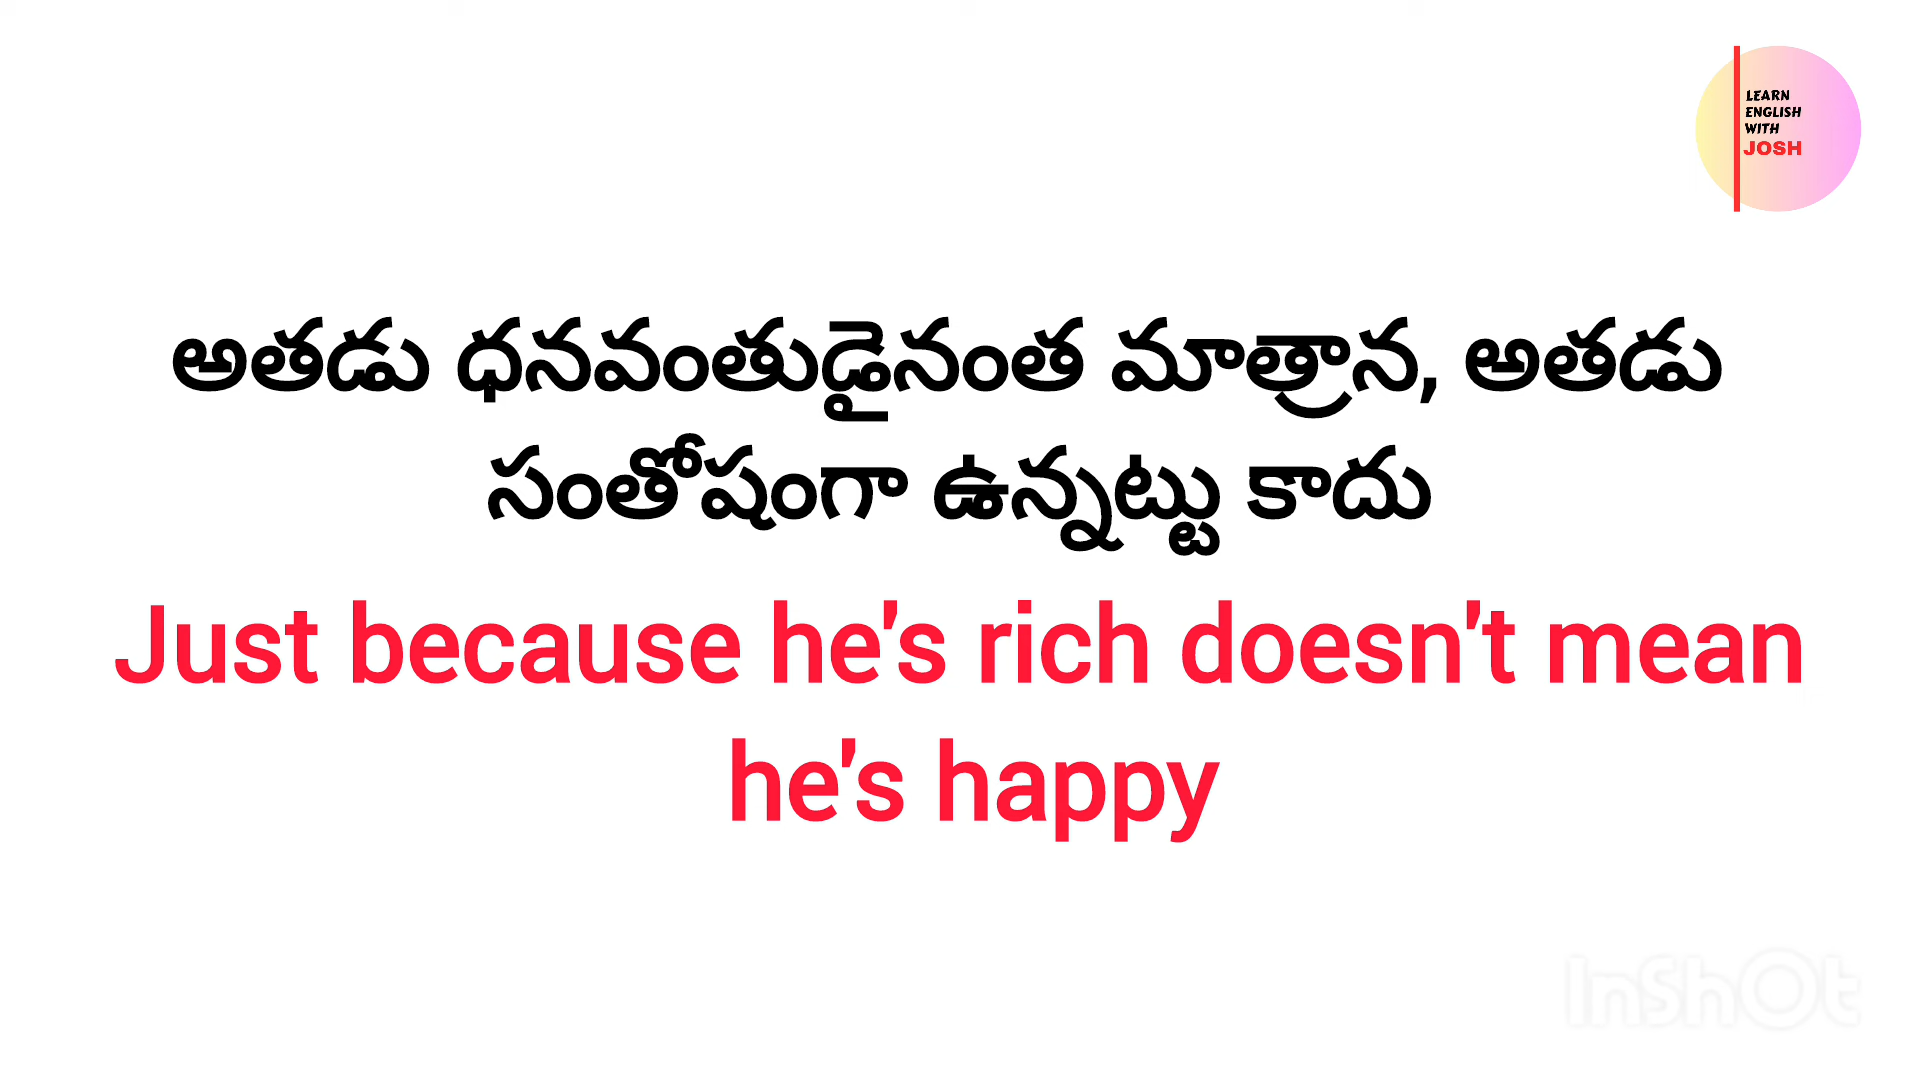 LEARN
ENGLISH
WITH
JOSH
అతడు ధనవంతుడైనంత మాత్రాన, అతడు
సంతోషంగా ఉన్నట్టు కాదు
Just because he's rich doesn't mean
he's happy
InShOt